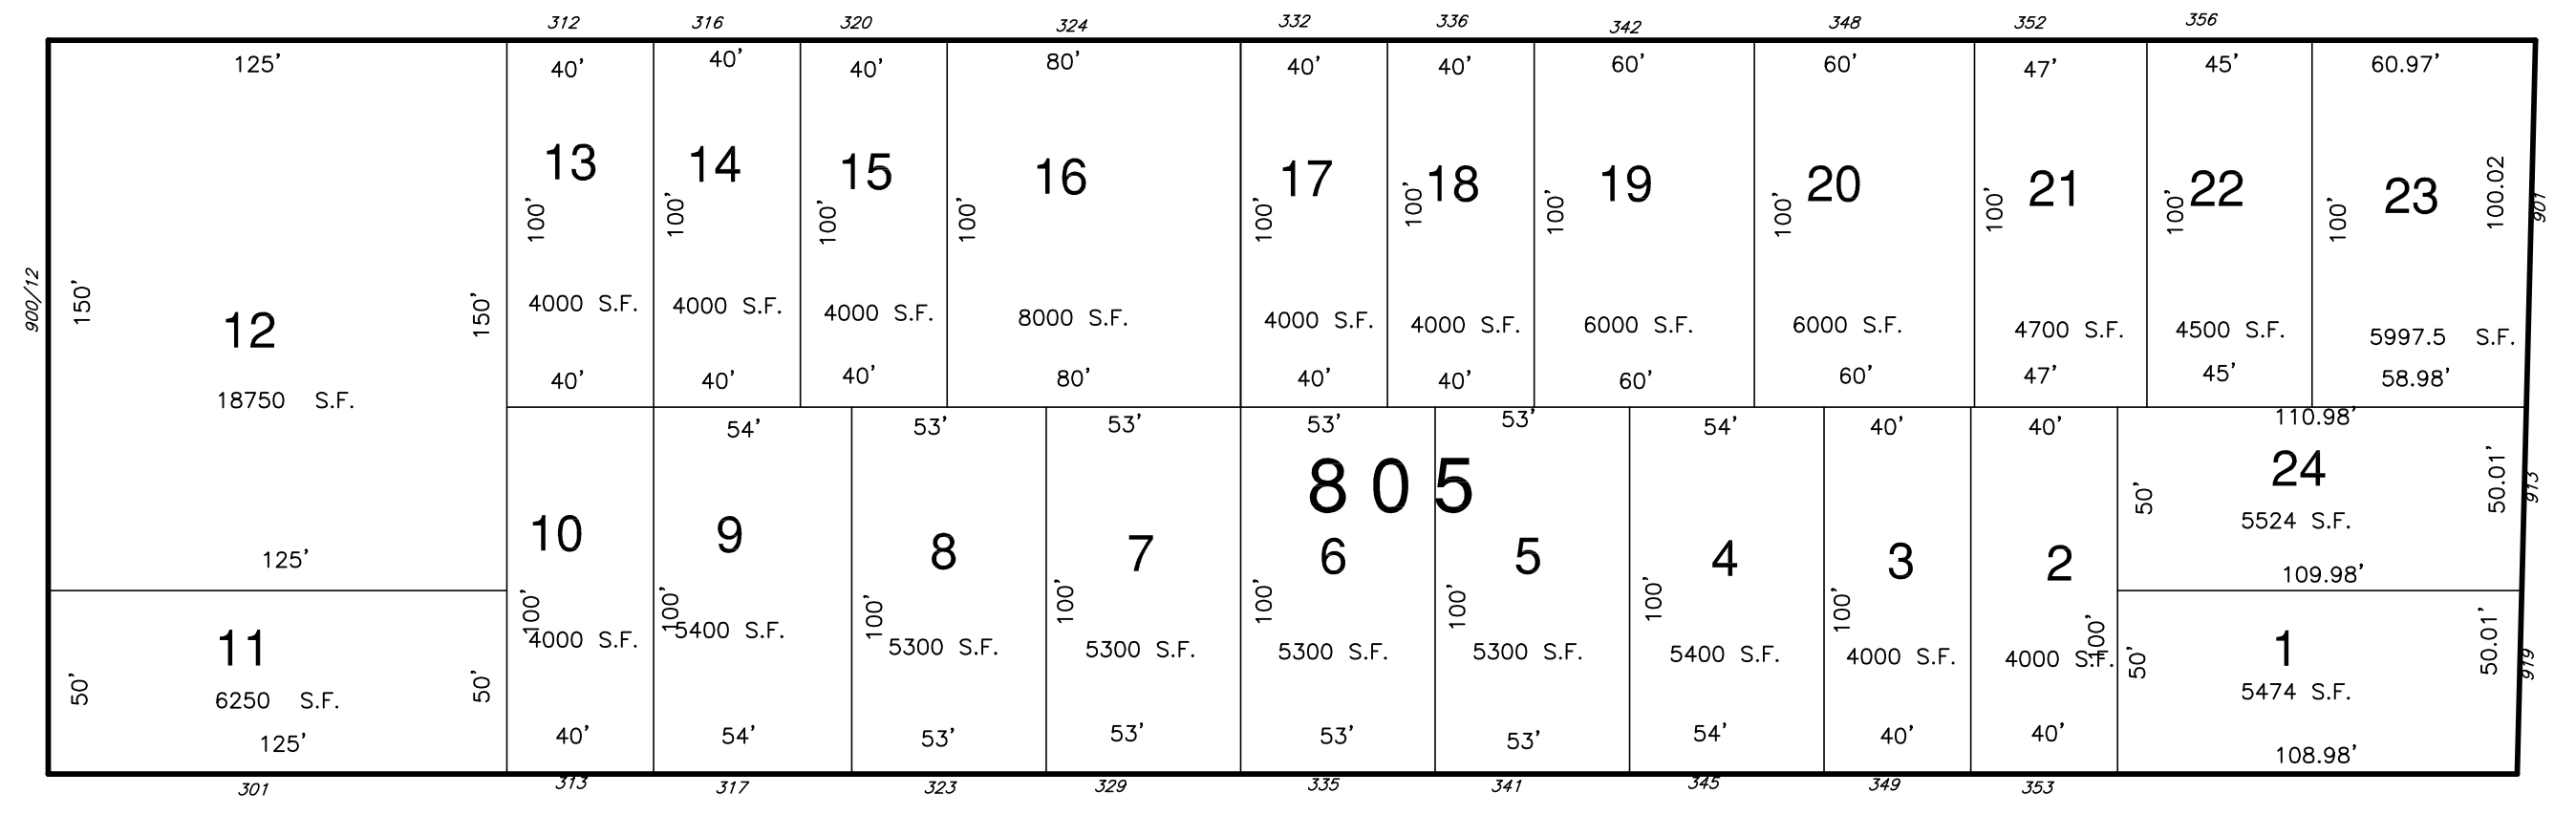 312 316 320 324 332 336 342 348 352 356
125' 40' 40' 40' 80' 40' 40' 60' 60' 47' 45' 60.97'
13 14 15 16 17 18 19 20 21 22 23
100' 100' 100' 100' 100' 100' 100' 100' 100' 100' 100' 100.02 901
900/12 150' 12 150'
4000 S.F. 4000 S.F. 4000 S.F. 8000 S.F. 4000 S.F. 4000 S.F. 6000 S.F. 6000 S.F. 4700 S.F. 4500 S.F. 5997.5 S.F.
40' 40' 40' 80' 40' 40' 60' 60' 47' 45' 58.98'
18750 S.F.
54' 53' 53' 53' 53' 54' 40' 40' 110.98'
805
24
50' 50.01' 913
5524 S.F.
10 9 8 7 6 5 4 3 2
125' 109.98'
100' 100' 100' 100' 100' 100' 100' 100' 100'
4000 S.F. 5400 S.F. 5300 S.F. 5300 S.F. 5300 S.F. 5300 S.F. 5400 S.F. 4000 S.F. 4000 S.F.
11 1
50' 50' 50' 50.01' 919
6250 S.F. 5474 S.F.
125' 40' 54' 53' 53' 53' 53' 54' 40' 40' 108.98'
301 313 317 323 329 335 341 345 349 353